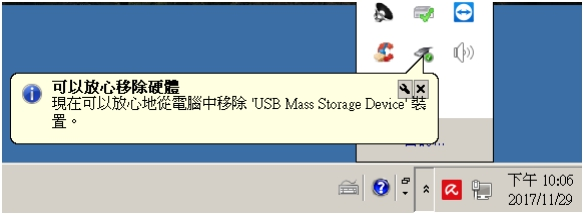 可以放心移除硬體
現在可以放心地從電腦中移除 'USB Mass Storage Device' 裝
置。
下午 10:06
2017/11/29